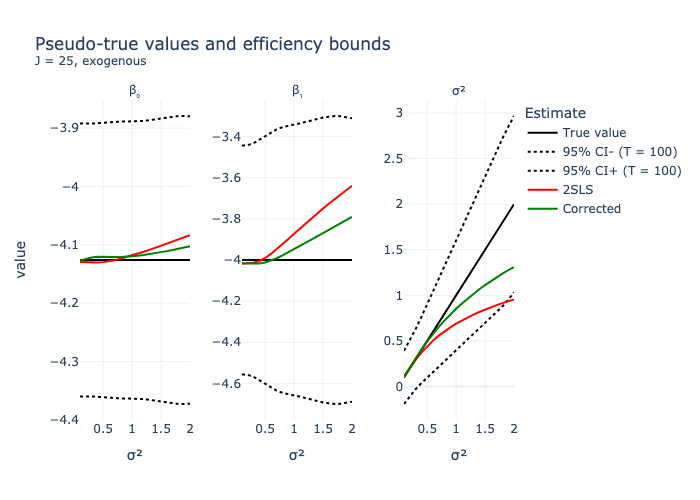 Pseudo-true values and efficiency bounds
J = 25, exogenous
β₀
β₁
σ²
value
−3.9
−4
−4.1
−4.2
−4.3
−4.4
−3.4
−3.6
−3.8
−4
−4.2
−4.4
−4.6
3
2.5
2
1.5
1
0.5
0
0.5 1 1.5 2
0.5 1 1.5 2
0.5 1 1.5 2
σ²
σ²
σ²
Estimate
True value
95% CI- (T = 100)
95% CI+ (T = 100)
2SLS
Corrected